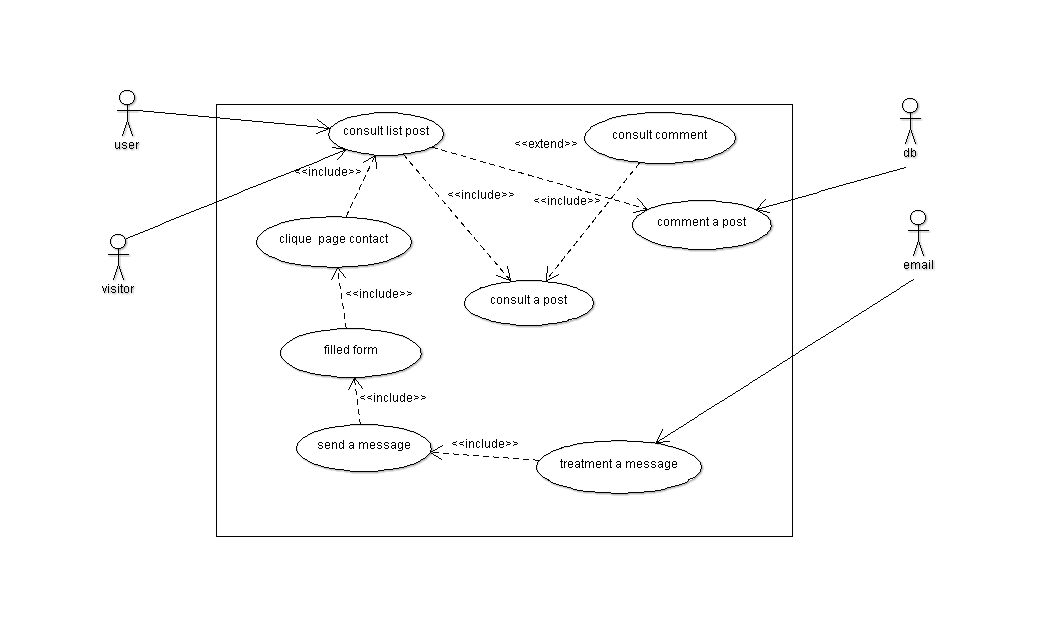 user
consult list post
<<extend>>
consult comment
db
<<include>>
<<include>>
<<include>>
comment a post
clique  page contact
email
visitor
<<include>>
consult a post
filled form
<<include>>
send a message
<<include>>
treatment a message